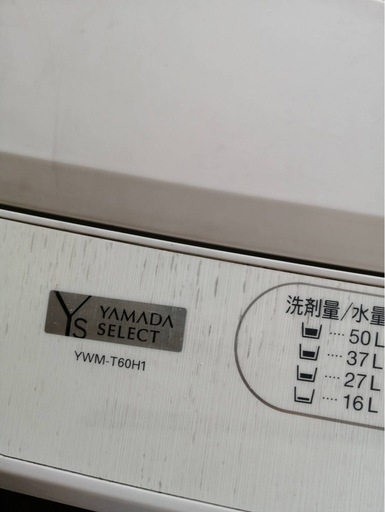 YS YAMADA
SELECT
YWM-T60H1
洗剤量/水量
···· 50L
···· 37L
···· 27L
···· 16L